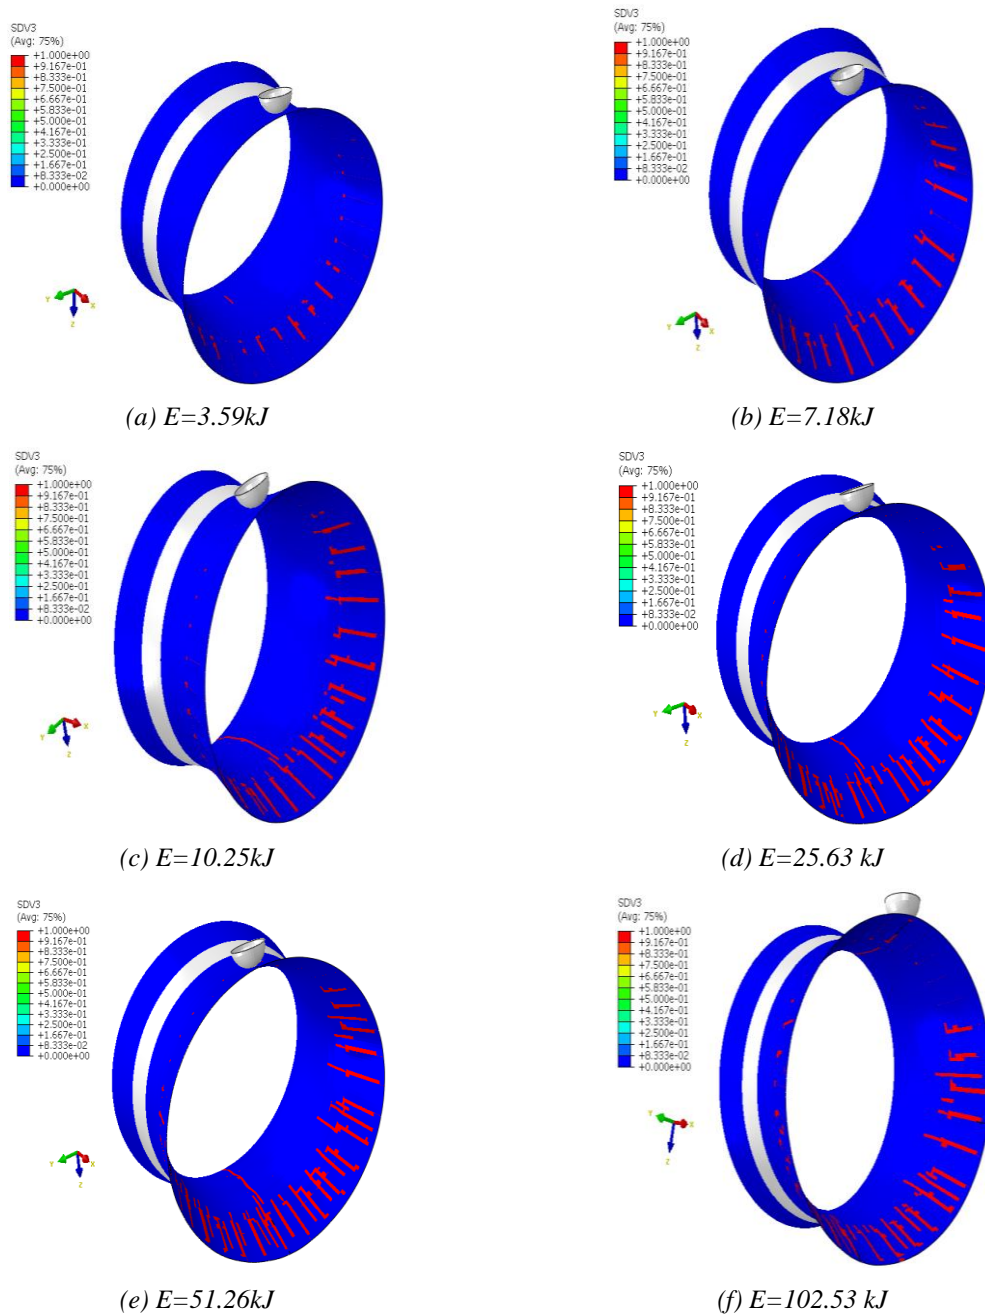 SDV3
(Avg: 75%)
+1.000e+00
+9.167e-01
+8.333e-01
+7.500e-01
+6.667e-01
+5.833e-01
+5.000e-01
+4.167e-01
+3.333e-01
+2.500e-01
+1.667e-01
+8.333e-02
+0.000e+00
Y
X
Z
(a) E=3.59kJ
SDV3
(Avg: 75%)
+1.000e+00
+9.167e-01
+8.333e-01
+7.500e-01
+6.667e-01
+5.833e-01
+5.000e-01
+4.167e-01
+3.333e-01
+2.500e-01
+1.667e-01
+8.333e-02
+0.000e+00
Y
X
Z
(b) E=7.18kJ
SDV3
(Avg: 75%)
+1.000e+00
+9.167e-01
+8.333e-01
+7.500e-01
+6.667e-01
+5.833e-01
+5.000e-01
+4.167e-01
+3.333e-01
+2.500e-01
+1.667e-01
+8.333e-02
+0.000e+00
Y
X
Z
(c) E=10.25kJ
SDV3
(Avg: 75%)
+1.000e+00
+9.167e-01
+8.333e-01
+7.500e-01
+6.667e-01
+5.833e-01
+5.000e-01
+4.167e-01
+3.333e-01
+2.500e-01
+1.667e-01
+8.333e-02
+0.000e+00
Y
X
Z
(d) E=25.63 kJ
SDV3
(Avg: 75%)
+1.000e+00
+9.167e-01
+8.333e-01
+7.500e-01
+6.667e-01
+5.833e-01
+5.000e-01
+4.167e-01
+3.333e-01
+2.500e-01
+1.667e-01
+8.333e-02
+0.000e+00
Y
X
Z
(e) E=51.26kJ
SDV3
(Avg: 75%)
+1.000e+00
+9.167e-01
+8.333e-01
+7.500e-01
+6.667e-01
+5.833e-01
+5.000e-01
+4.167e-01
+3.333e-01
+2.500e-01
+1.667e-01
+8.333e-02
+0.000e+00
Y
X
Z
(f) E=102.53 kJ